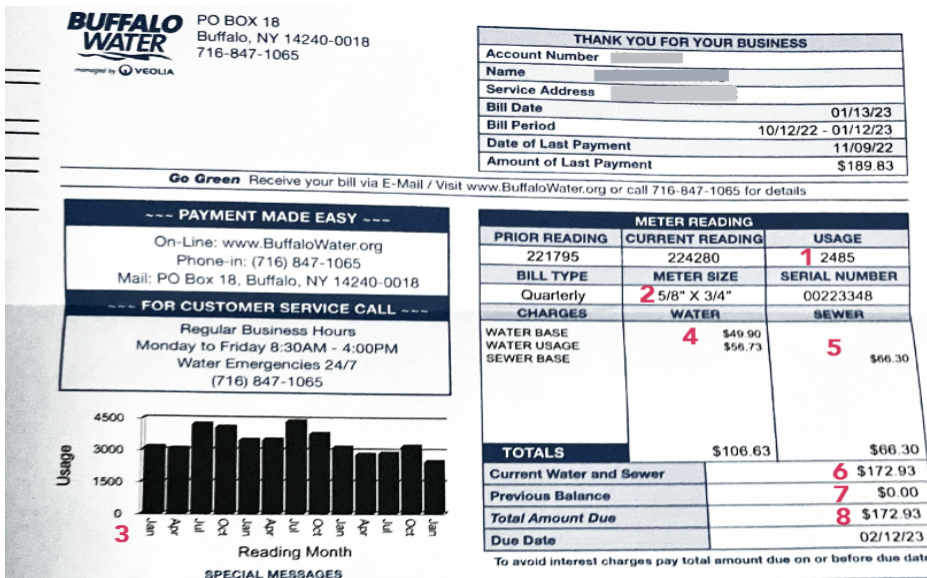 BUFFALO
WATER
managed by VEOLIA
PO BOX 18
Buffalo, NY 14240-0018
716-847-1065
THANK YOU FOR YOUR BUSINESS
Account Number
Name
Service Address
Bill Date 01/13/23
Bill Period 10/12/22 - 01/12/23
Date of Last Payment 11/09/22
Amount of Last Payment $189.83
Go Green Receive your bill via E-Mail / Visit www.BuffaloWater.org or call 716-847-1065 for details
~~~ PAYMENT MADE EASY ~~~
On-Line: www.BuffaloWater.org
Phone-in: (716) 847-1065
Mail: PO Box 18, Buffalo, NY 14240-0018
~~~ FOR CUSTOMER SERVICE CALL ~~~
Regular Business Hours
Monday to Friday 8:30AM - 4:00PM
Water Emergencies 24/7
(716) 847-1065
METER READING
PRIOR READING CURRENT READING USAGE
221795 224280 1 2485
BILL TYPE METER SIZE SERIAL NUMBER
Quarterly 2 5/8" X 3/4" 00223348
CHARGES WATER SEWER
WATER BASE 4 $49.90 5
WATER USAGE $56.73
SEWER BASE $66.30
TOTALS $106.63 $66.30
Current Water and Sewer 6 $172.93
Previous Balance 7 $0.00
Total Amount Due 8 $172.93
Due Date 02/12/23
To avoid interest charges pay total amount due on or before due date
4500
3000
1500
0
Usage
3
Jan Apr Jul Oct Jan Apr Jul Oct Jan Apr Jul Oct Jan
Reading Month
SPECIAL MESSAGES